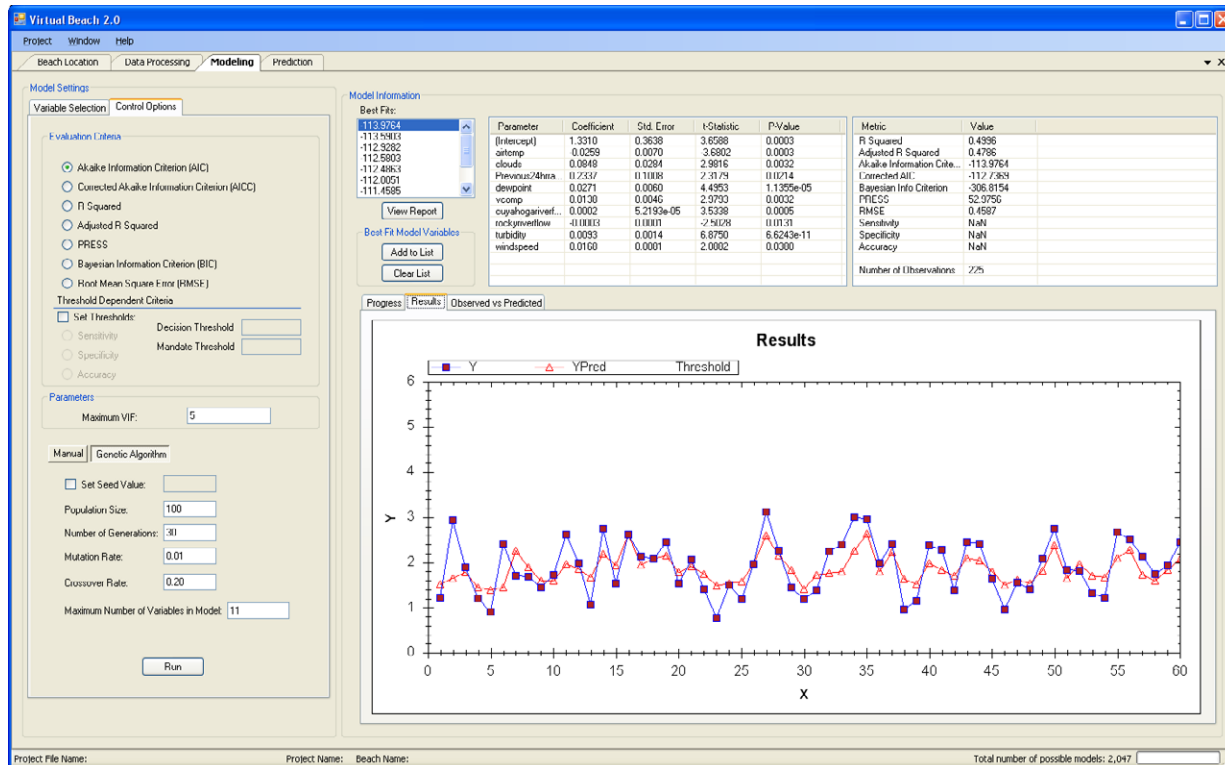 Virtual Beach 2.0
Project Window Help
Beach Location Data Processing Modeling Prediction
Model Settings
Variable Selection Control Options
Evaluation Criteria
Akaike Information Criterion (AIC)
Corrected Akaike Information Criterion (AICC)
R Squared
Adjusted R Squared
PRESS
Bayesian Information Criterion (BIC)
Root Mean Square Error (RMSE)
Threshold Dependent Criteria
Set Thresholds:
Sensitivity
Specificity
Accuracy
Decision Threshold
Mandate Threshold
Parameters
Maximum VIF: 5
Manual Genetic Algorithm
Set Seed Value:
Population Size: 100
Number of Generations: 30
Mutation Rate: 0.01
Crossover Rate: 0.20
Maximum Number of Variables in Model: 11
Run
Model Information
Best Fits:
-113.9764
-113.5903
-112.9282
-112.5803
-112.4863
-112.0051
-111.4585
View Report
Best Fit Model Variables
Add to List
Clear List
Parameter Coefficient Std. Error t-Statistic P-Value
(Intercept) 1.3310 0.3638 3.6588 0.0003
airtemp -0.0259 0.0070 -3.6802 0.0003
clouds 0.0848 0.0284 2.9816 0.0032
Previous24hrra... 0.2337 0.1008 2.3179 0.0214
dewpoint 0.0271 0.0060 4.4953 1.1355e-05
vcomp 0.0138 0.0046 2.9793 0.0032
cuyahogariverf... 0.0002 5.2193e-05 3.5338 0.0005
rockyriverflow -0.0003 0.0001 -2.5028 0.0131
turbidity 0.0093 0.0014 6.8750 6.6243e-11
windspeed 0.0168 0.0001 2.0002 0.0380
Metric Value
R Squared 0.4996
Adjusted R Squared 0.4786
Akaike Information Crite... -113.9764
Corrected AIC -112.7369
Bayesian Info Criterion -306.8154
PRESS 52.9756
RMSE 0.4587
Sensitivity NaN
Specificity NaN
Accuracy NaN
Number of Observations 225
Progress Results Observed vs Predicted
Results
Y YPred Threshold
6
5
4
3
2
1
0
Y
0 5 10 15 20 25 30 35 40 45 50 55 60
X
Project File Name: Project Name: Beach Name: Total number of possible models: 2,047